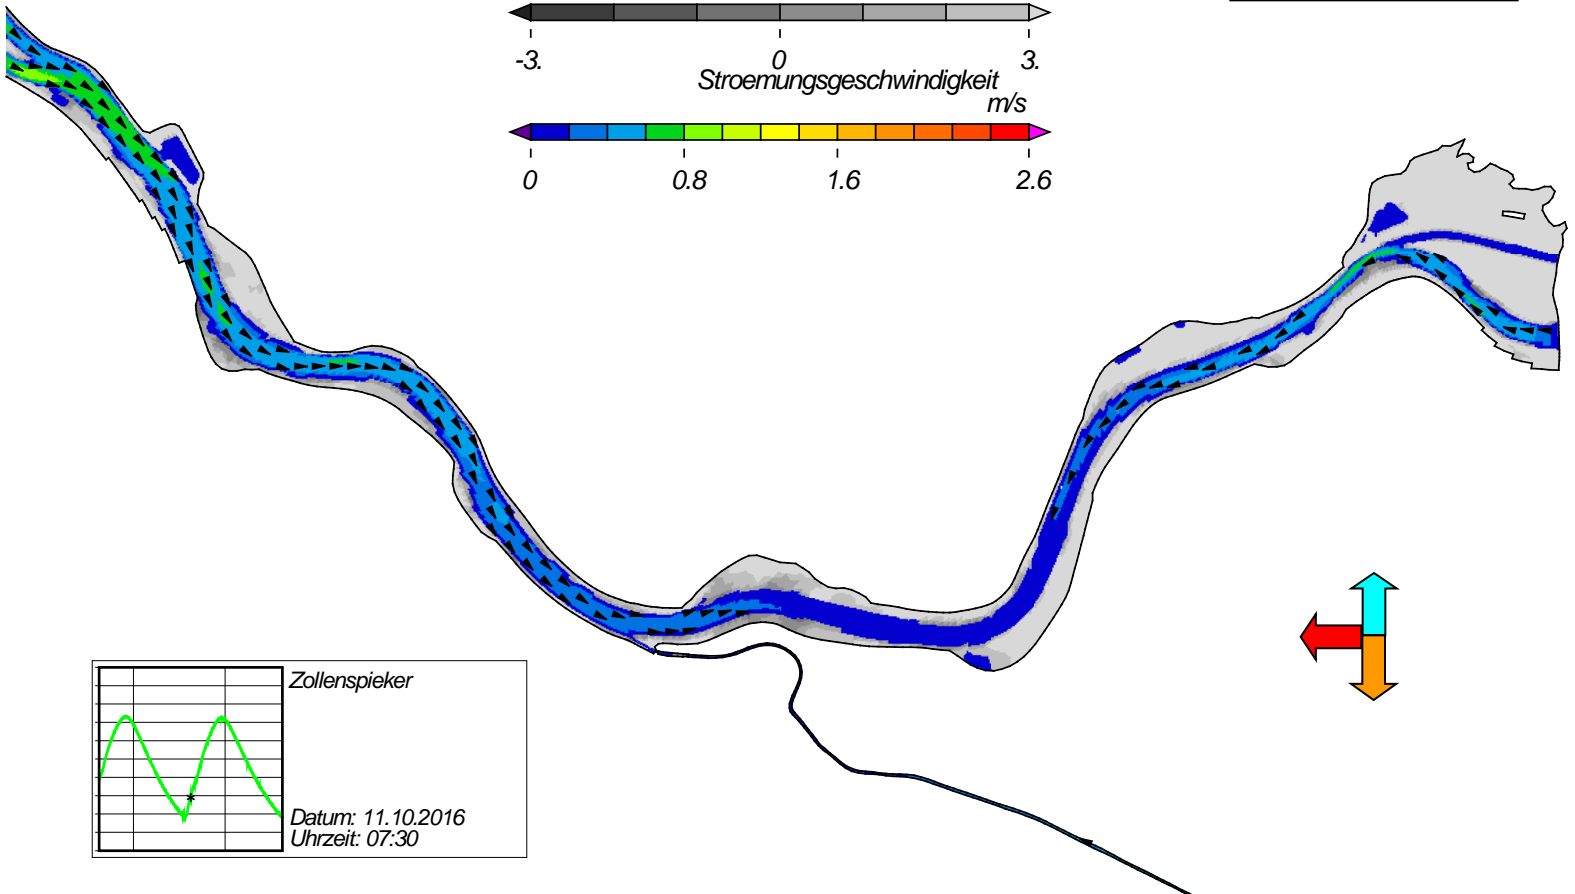 -3. 0 3.
Stroemungsgeschwindigkeit
m/s
0 0.8 1.6 2.6
Zollenspieker
Datum: 11.10.2016
Uhrzeit: 07:30